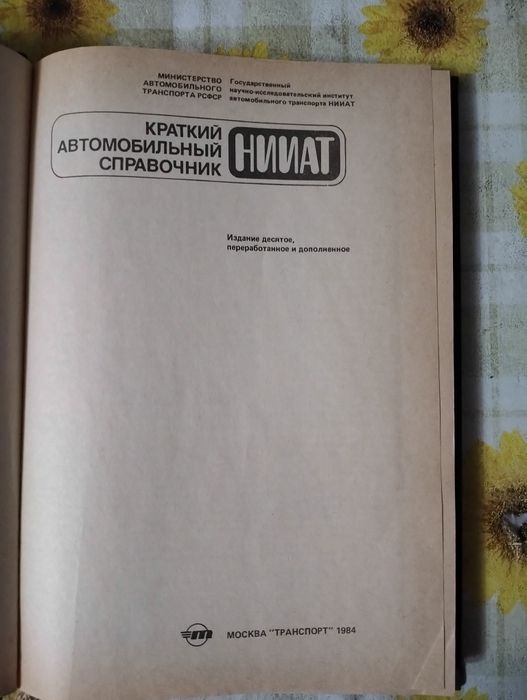 МИНИСТЕРСТВО
АВТОМОБИЛЬНОГО
ТРАНСПОРТА РСФСР
Государственный
научно-исследовательский институт
автомобильного транспорта НИИАТ
КРАТКИЙ
АВТОМОБИЛЬНЫЙ
СПРАВОЧНИК
НИИАТ
Издание десятое,
переработанное и дополненное
МОСКВА "ТРАНСПОРТ" 1984